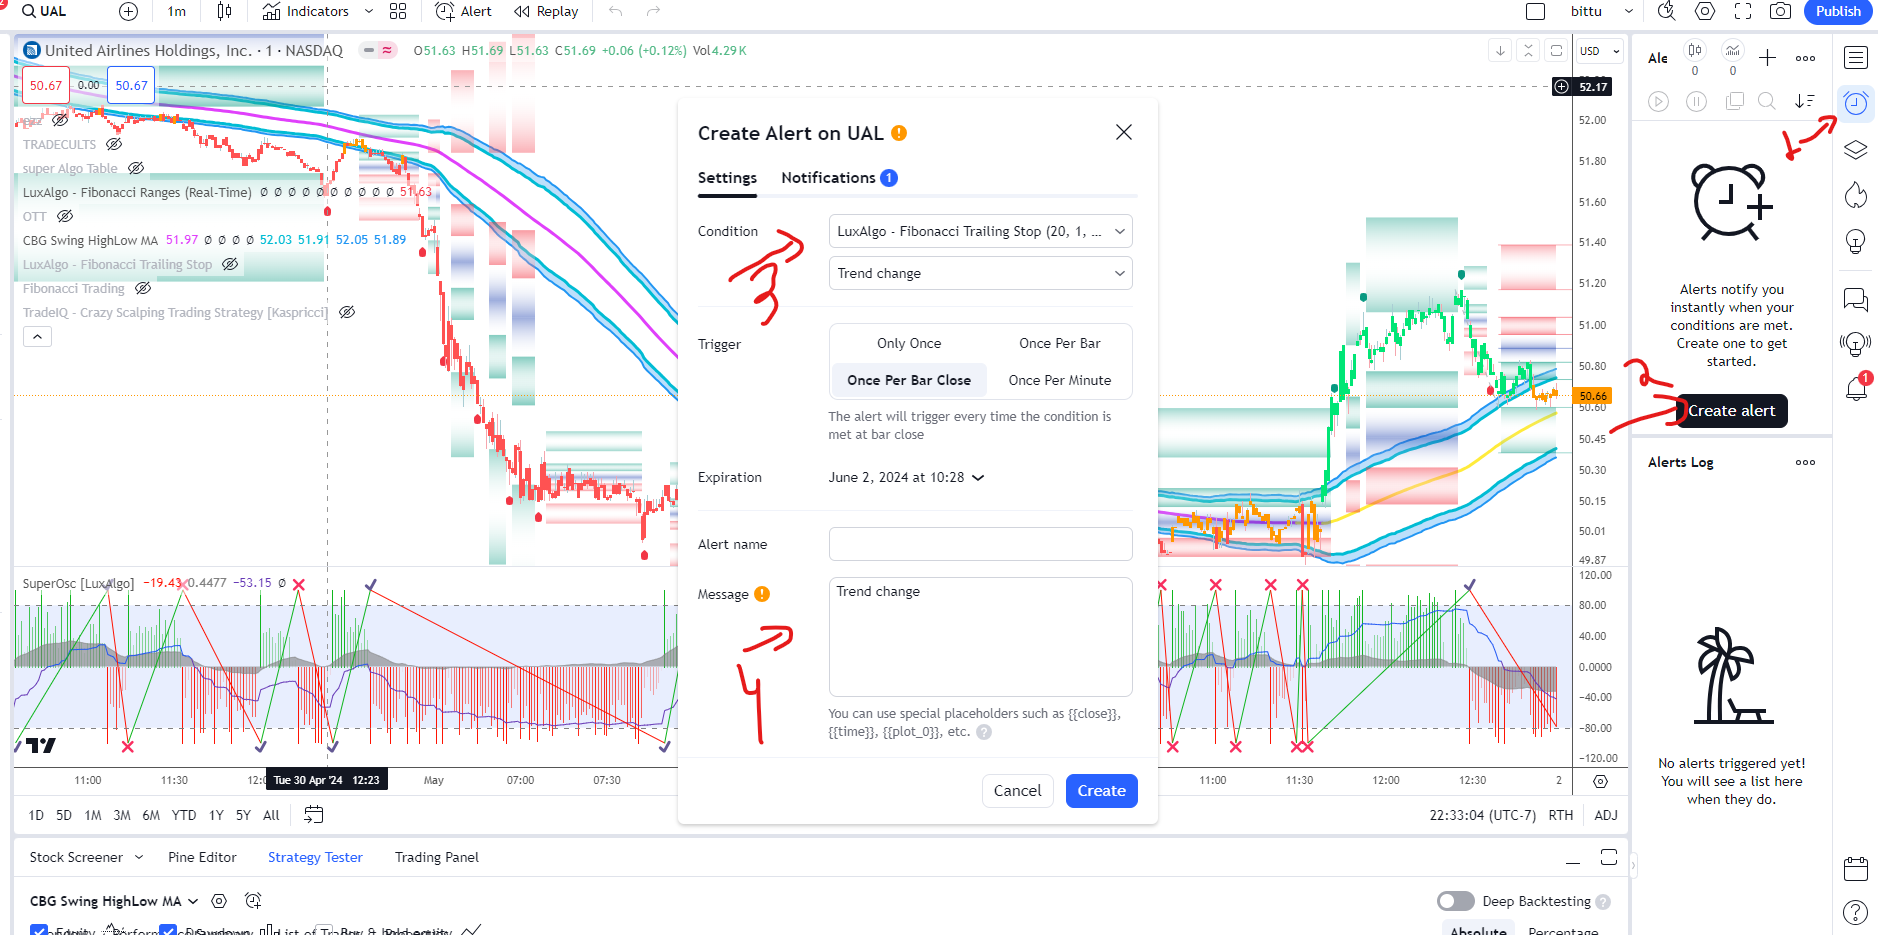 2
UAL
1m
Indicators
Alert
Replay
bittu
Publish
United Airlines Holdings, Inc. · 1 · NASDAQ
O51.63 H51.69 L51.63 C51.69 +0.06 (+0.12%) Vol4.29 K
50.67 0.00 50.67
TRADECULTS
super Algo Table
LuxAlgo - Fibonacci Ranges (Real-Time) ∅ ∅ ∅ ∅ ∅ ∅ ∅ ∅ ∅ ∅ 51.63
OTT
CBG Swing HighLow MA 51.97 ∅ ∅ ∅ ∅ 52.03 51.91 52.05 51.89
LuxAlgo - Fibonacci Trailing Stop
Fibonacci Trading
TradeIQ - Crazy Scalping Trading Strategy [Kaspricci]
USD
52.17
52.00
51.80
51.60
51.40
51.20
51.00
50.80
50.66
50.60
50.45
50.30
50.15
50.01
49.87
SuperOsc [LuxAlgo] −19.43 0.4477 −53.15 ∅
120.00
80.00
40.00
0.0000
−40.00
−80.00
−120.00
11:00 11:30 12:0 Tue 30 Apr '24 12:23 May 07:00 07:30 11:00 11:30 12:00 12:30 2
1D 5D 1M 3M 6M YTD 1Y 5Y All
22:33:04 (UTC-7) RTH ADJ
Create Alert on UAL
Settings
Notifications 1
Condition
LuxAlgo - Fibonacci Trailing Stop (20, 1, ...
Trend change
3
Trigger
Only Once
Once Per Bar
Once Per Bar Close
Once Per Minute
The alert will trigger every time the condition is
met at bar close
Expiration
June 2, 2024 at 10:28
Alert name
Message
Trend change
4
You can use special placeholders such as {{close}},
{{time}}, {{plot_0}}, etc.
Cancel
Create
Ale
0 0
1
Alerts notify you
instantly when your
conditions are met.
Create one to get
started.
2
Create alert
1
Alerts Log
No alerts triggered yet!
You will see a list here
when they do.
Stock Screener
Pine Editor
Strategy Tester
Trading Panel
CBG Swing HighLow MA
Deep Backtesting
Equity
Drawdown
Buy & hold equity
Absolute
Percentage